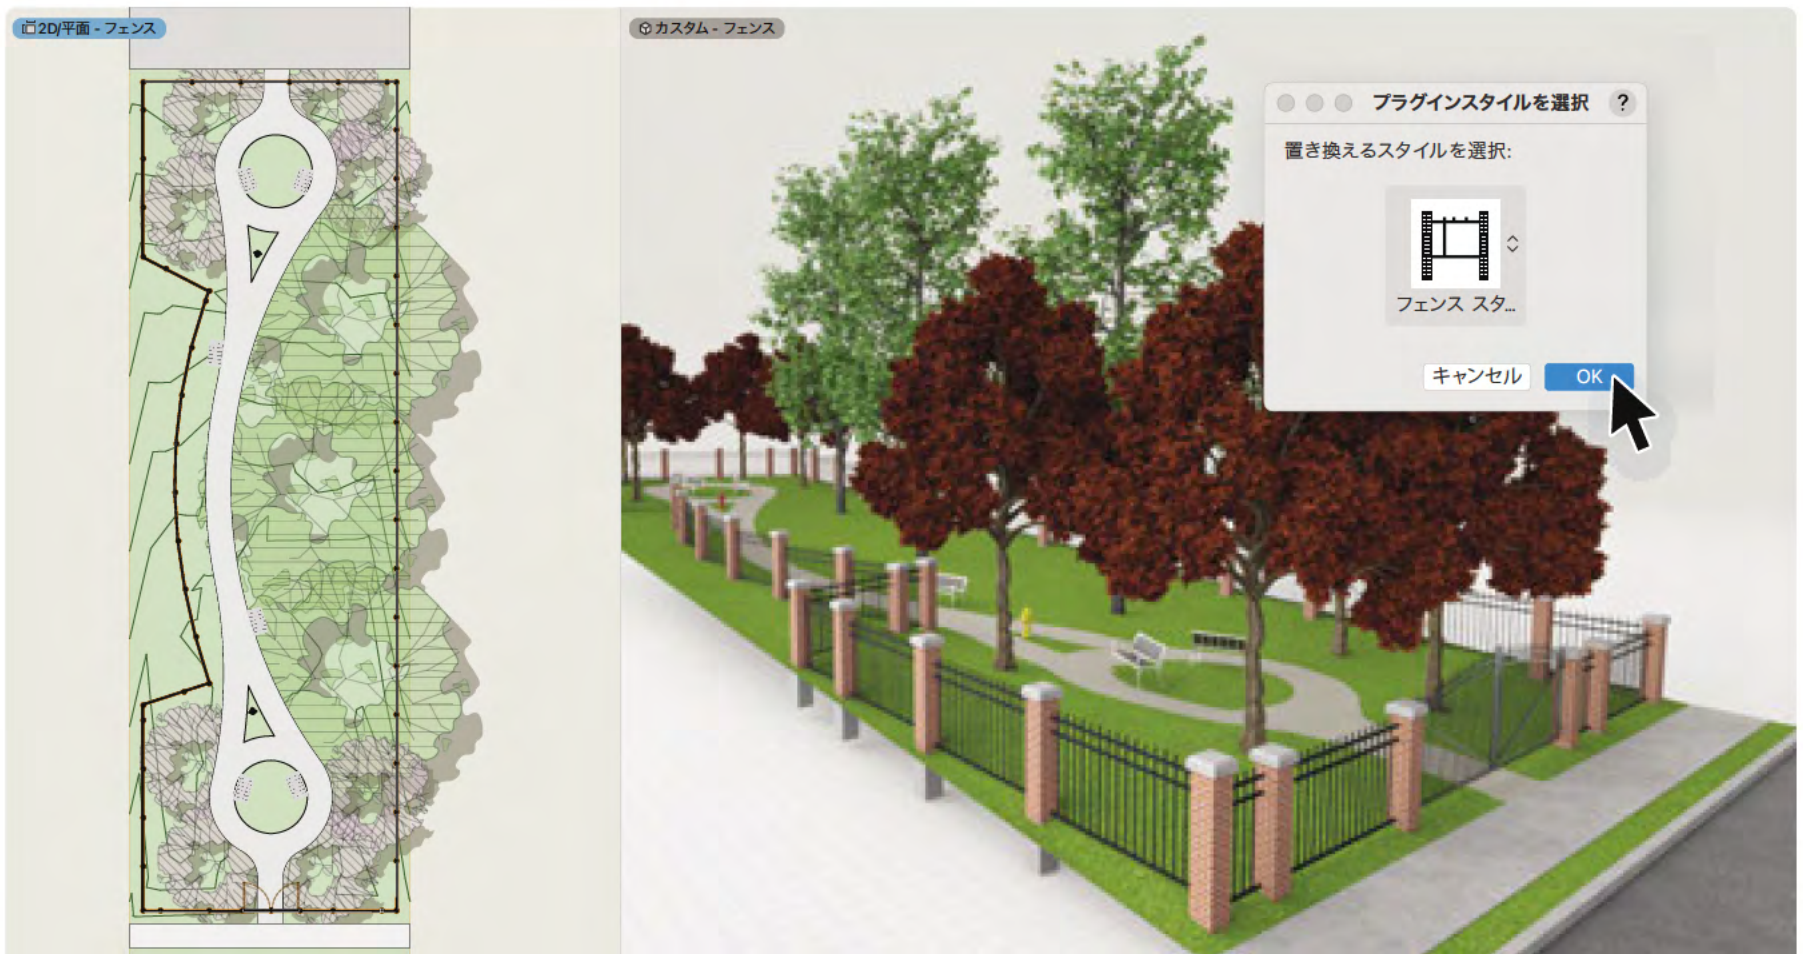 2D/平面 - フェンス
カスタム - フェンス
プラグインスタイルを選択
?
置き換えるスタイルを選択:
フェンス スタ...
キャンセル
OK